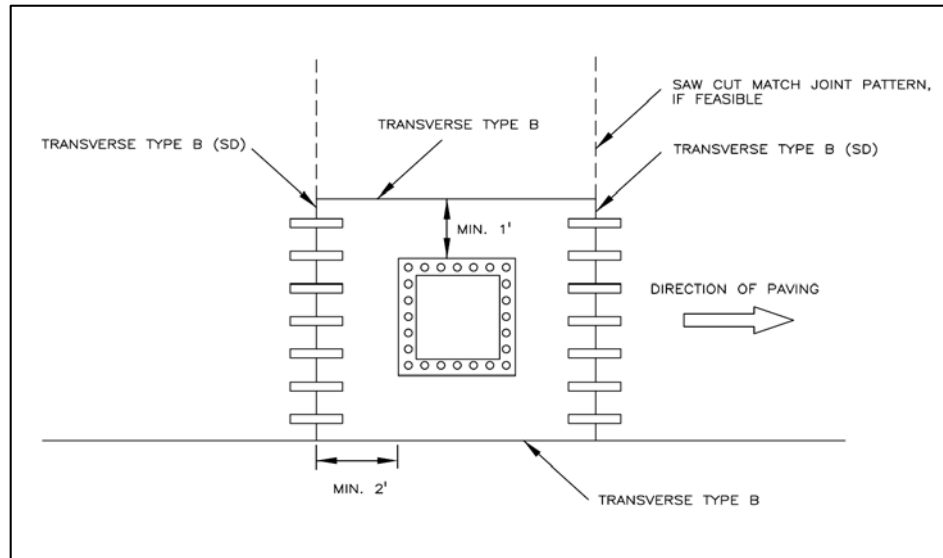 SAW CUT MATCH JOINT PATTERN,
IF FEASIBLE
TRANSVERSE TYPE B
TRANSVERSE TYPE B (SD)
TRANSVERSE TYPE B (SD)
MIN. 1'
DIRECTION OF PAVING
MIN. 2'
TRANSVERSE TYPE B